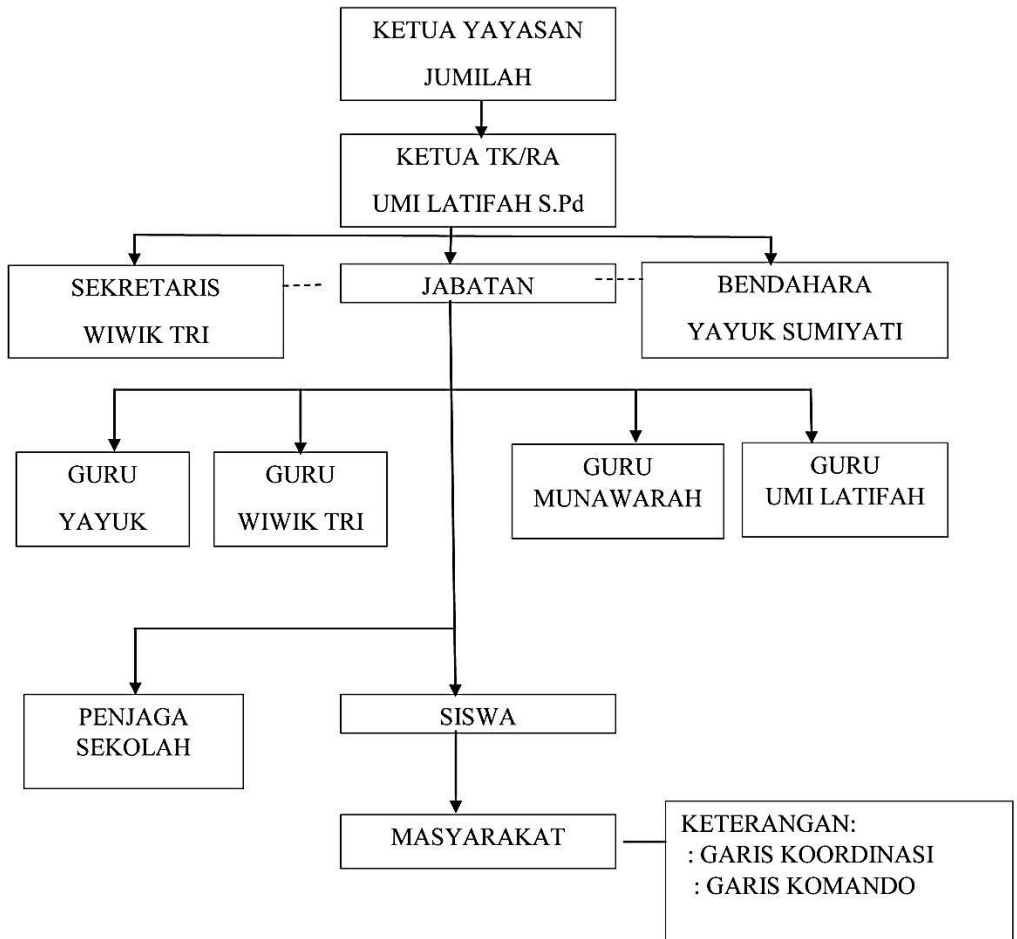 KETUA YAYASAN
JUMILAH
KETUA TK/RA
UMI LATIFAH S.Pd
SEKRETARIS
WIWIK TRI
JABATAN
BENDAHARA
YAYUK SUMIYATI
GURU
YAYUK
GURU
WIWIK TRI
GURU
MUNAWARAH
GURU
UMI LATIFAH
PENJAGA
SEKOLAH
SISWA
MASYARAKAT
KETERANGAN:
: GARIS KOORDINASI
: GARIS KOMANDO